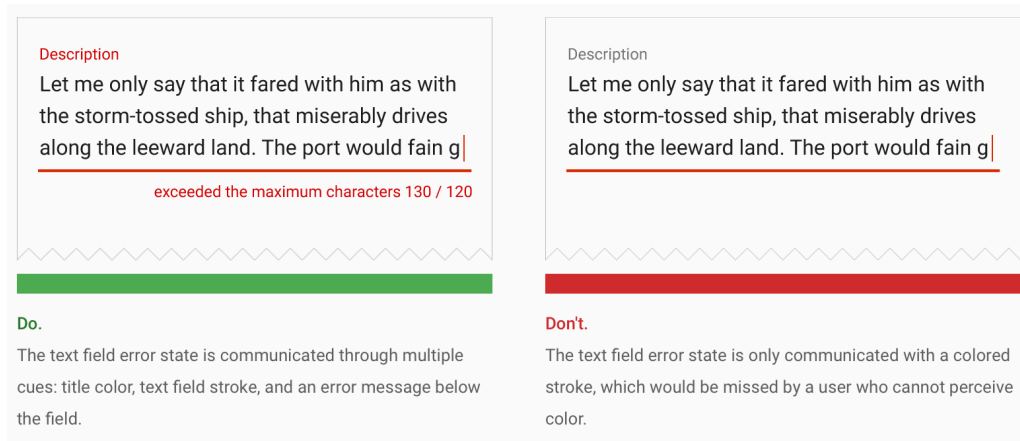 Description
Let me only say that it fared with him as with
the storm-tossed ship, that miserably drives
along the leeward land. The port would fain g
exceeded the maximum characters 130 / 120
Do.
The text field error state is communicated through multiple
cues: title color, text field stroke, and an error message below
the field.
Description
Let me only say that it fared with him as with
the storm-tossed ship, that miserably drives
along the leeward land. The port would fain g
Don't.
The text field error state is only communicated with a colored
stroke, which would be missed by a user who cannot perceive
color.